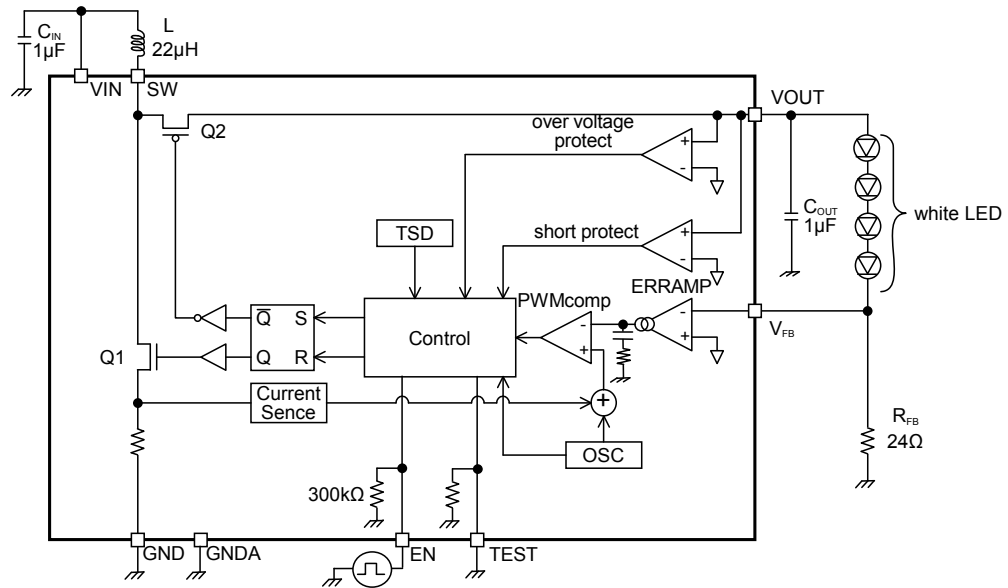 CIN
1µF
L
22µH
VIN
SW
VOUT
Q2
over voltage
protect
+
-
COUT
1µF
white LED
TSD
short protect
+
-
PWMcomp
ERRAMP
Q
S
Control
-
+
-
+
VFB
Q1
Q
R
Current
Sence
+
RFB
24Ω
OSC
300kΩ
GND
GNDA
EN
TEST